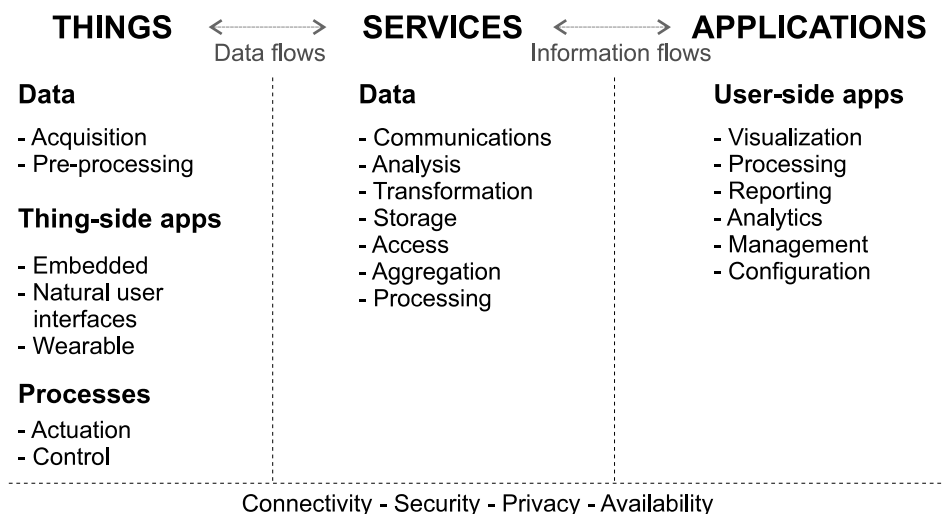 THINGS
Data flows
SERVICES
Information flows
APPLICATIONS
Data
- Acquisition
- Pre-processing
Thing-side apps
- Embedded
- Natural user
interfaces
- Wearable
Processes
- Actuation
- Control
Data
- Communications
- Analysis
- Transformation
- Storage
- Access
- Aggregation
- Processing
User-side apps
- Visualization
- Processing
- Reporting
- Analytics
- Management
- Configuration
Connectivity - Security - Privacy - Availability